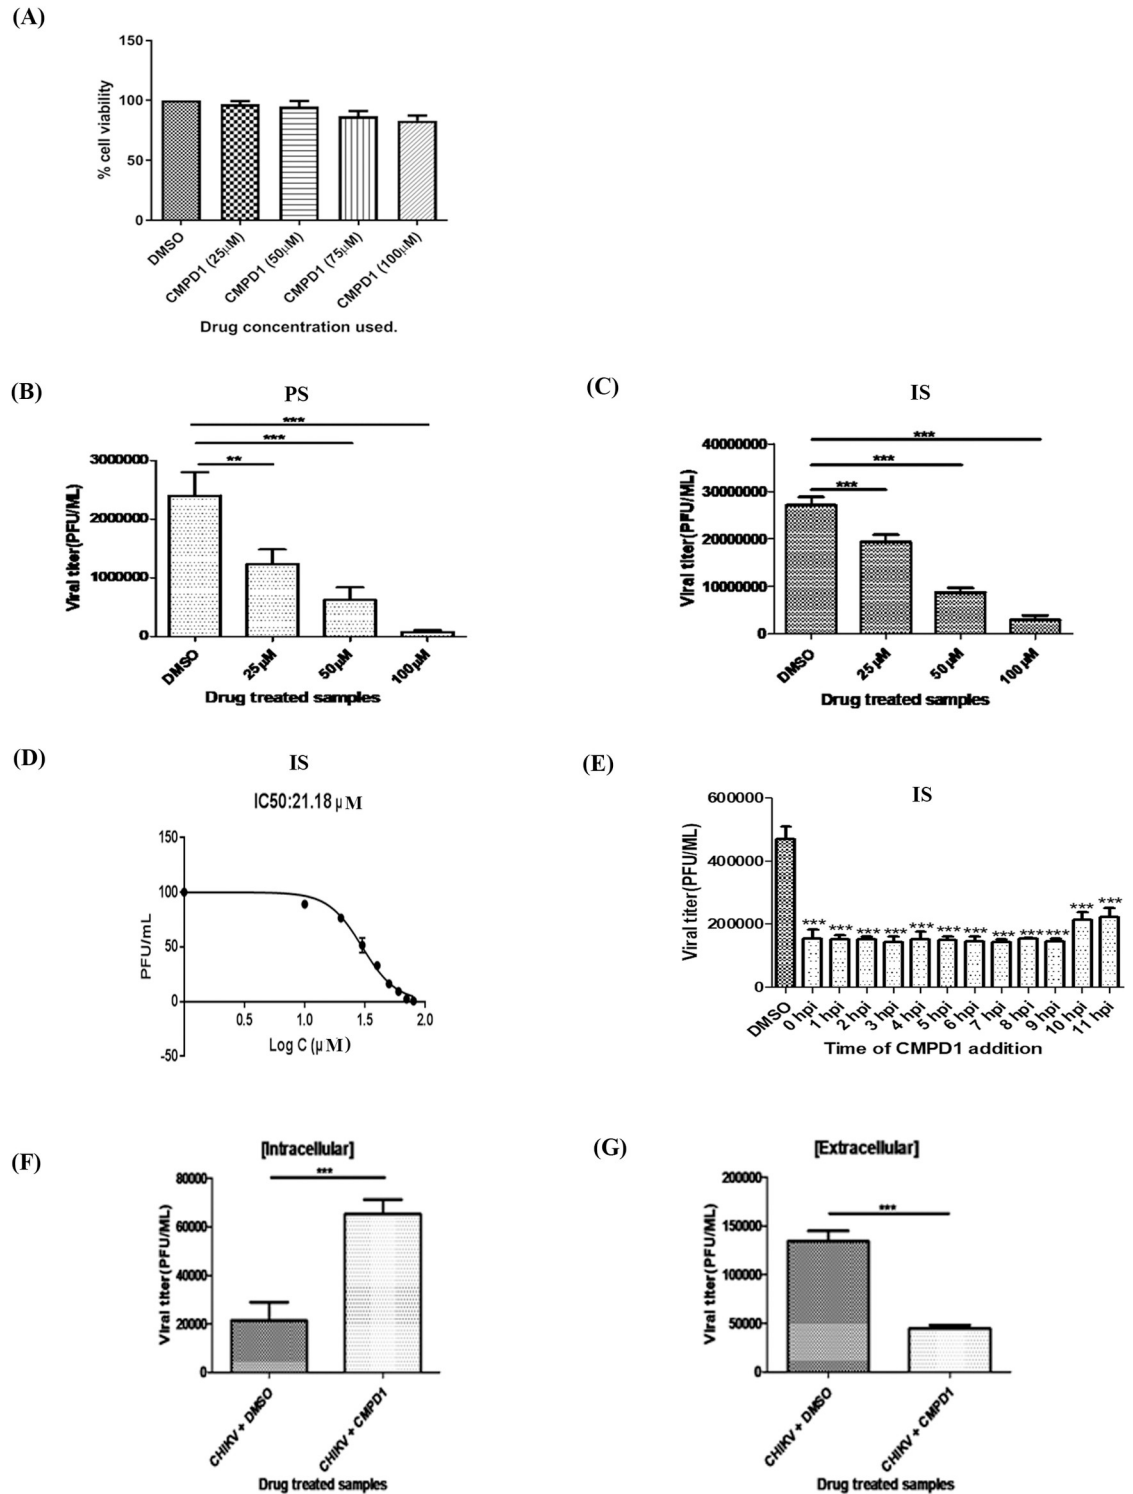 (A)
150
100
50
0
% cell viability
DMSO
CMPD1 (25µM)
CMPD1 (50µM)
CMPD1 (75µM)
CMPD1 (100µM)
Drug concentration used.
(B)
PS
***
***
**
3000000
2000000
1000000
0
Viral titer(PFU/ML)
DMSO
25µM
50µM
100µM
Drug treated samples
(C)
IS
***
***
***
40000000
30000000
20000000
10000000
0
Viral titer(PFU/ML)
DMSO
25 µM
50 µM
100 µM
Drug treated samples
(D)
IS
IC50:21.18 µM
150
100
50
0
-50
PFU/mL
0.5
1.0
1.5
2.0
Log C (µM)
(E)
IS
600000
400000
200000
0
Viral titer(PFU/ML)
*** *** *** *** *** *** *** *** *** *** *** ***
DMSO
0 hpi
1 hpi
2 hpi
3 hpi
4 hpi
5 hpi
6 hpi
7 hpi
8 hpi
9 hpi
10 hpi
11 hpi
Time of CMPD1 addition
(F)
[Intracellular]
***
80000
60000
40000
20000
0
Viral titer(PFU/ML)
CHIKV + DMSO
CHIKV + CMPD1
Drug treated samples
(G)
[Extracellular]
***
200000
150000
100000
50000
0
Viral titer(PFU/ML)
CHIKV + DMSO
CHIKV + CMPD1
Drug treated samples